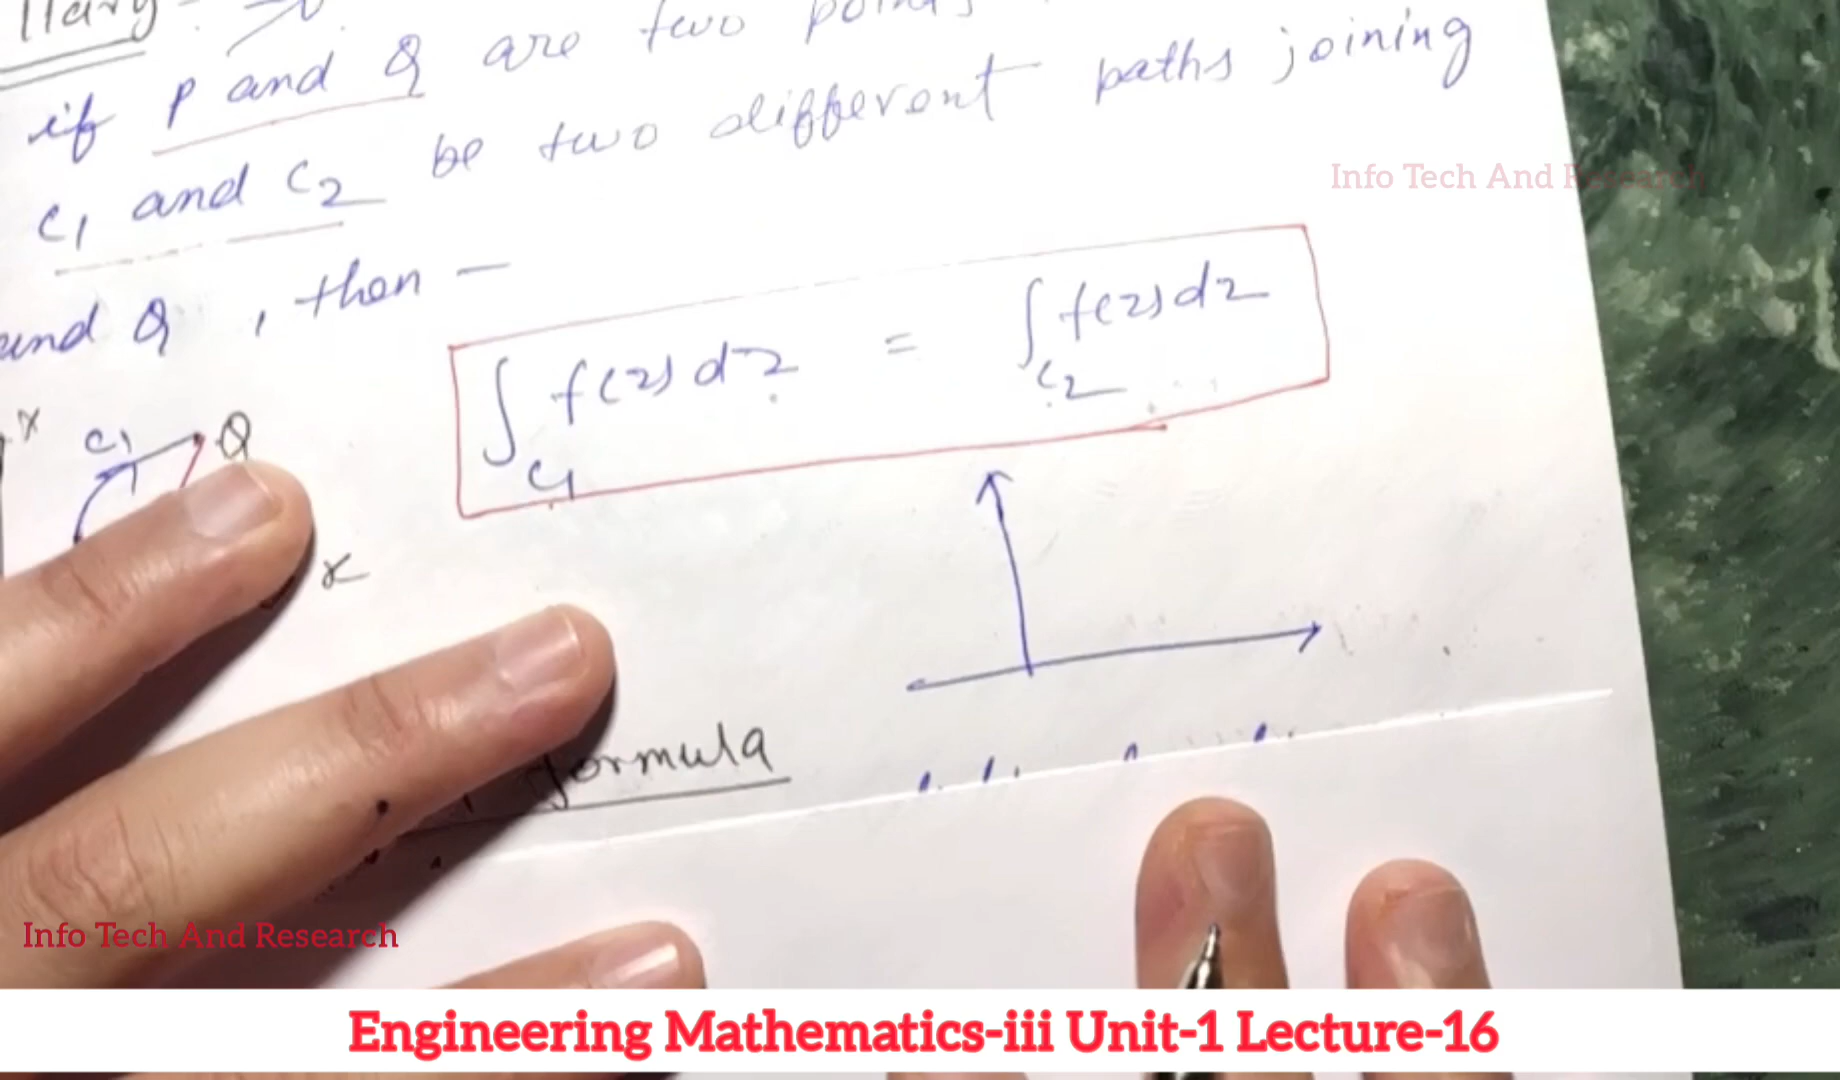 if P and Q are two points
C1 and C2 be two different paths joining
and Q , then —
∫C1 f(z)dz = ∫C2 f(z)dz
C1 Q
x
formula
Info Tech And Research
Info Tech And Research
Engineering Mathematics-iii Unit-1 Lecture-16